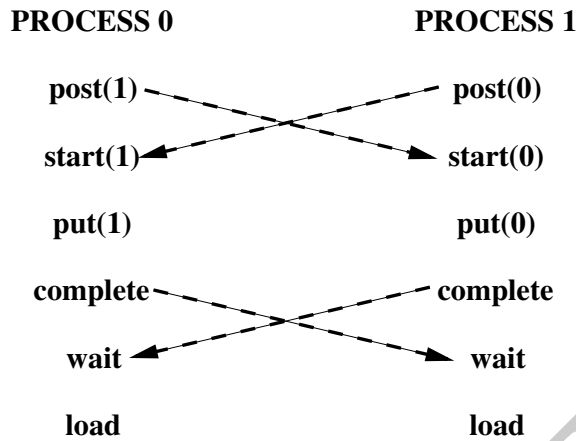 PROCESS 0 PROCESS 1
post(1) post(0)
start(1) start(0)
put(1) put(0)
complete complete
wait wait
load load